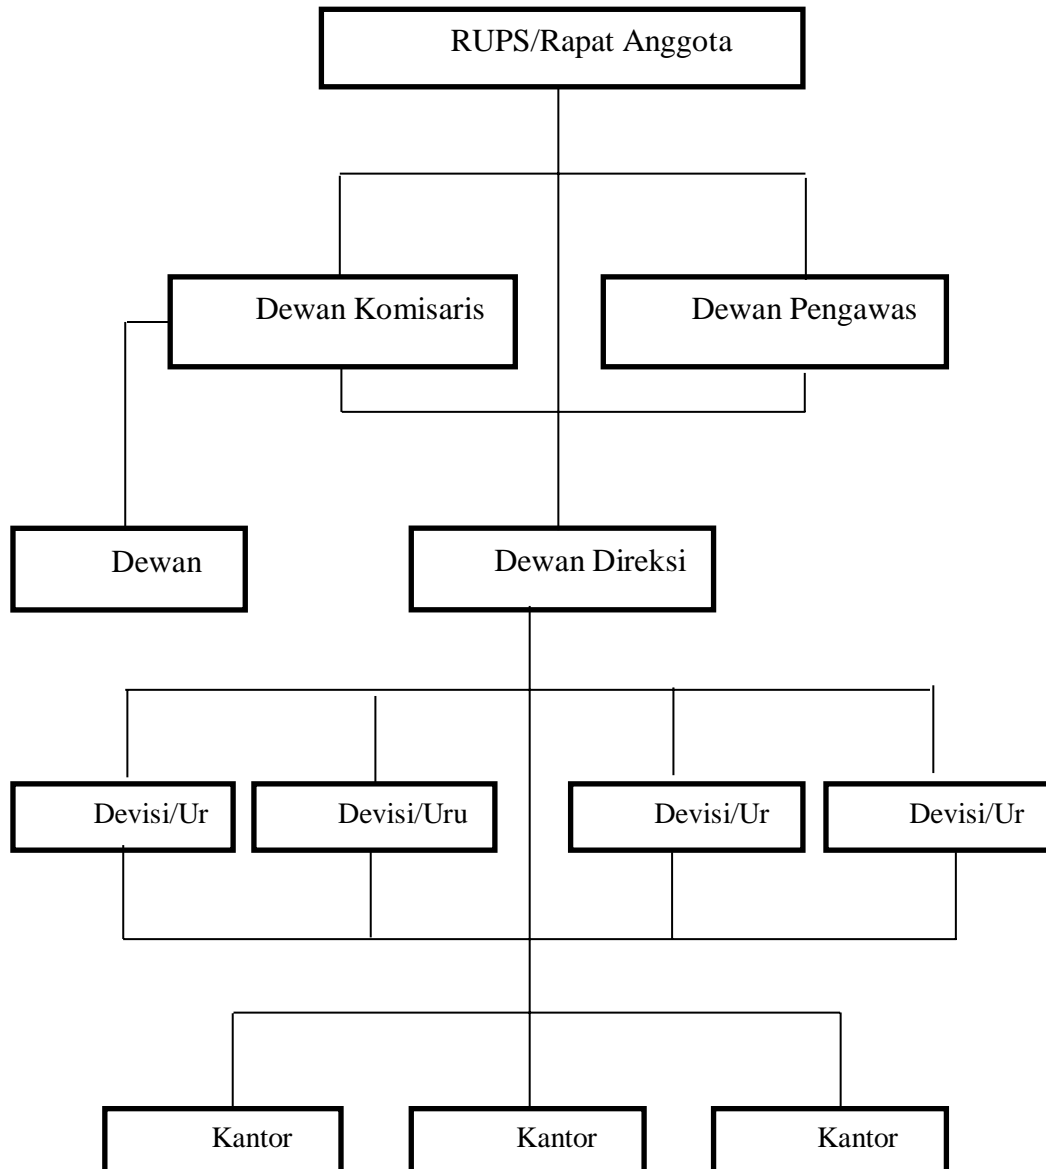 RUPS/Rapat Anggota
Dewan Komisaris
Dewan Pengawas
Dewan
Dewan Direksi
Devisi/Ur
Devisi/Uru
Devisi/Ur
Devisi/Ur
Kantor
Kantor
Kantor